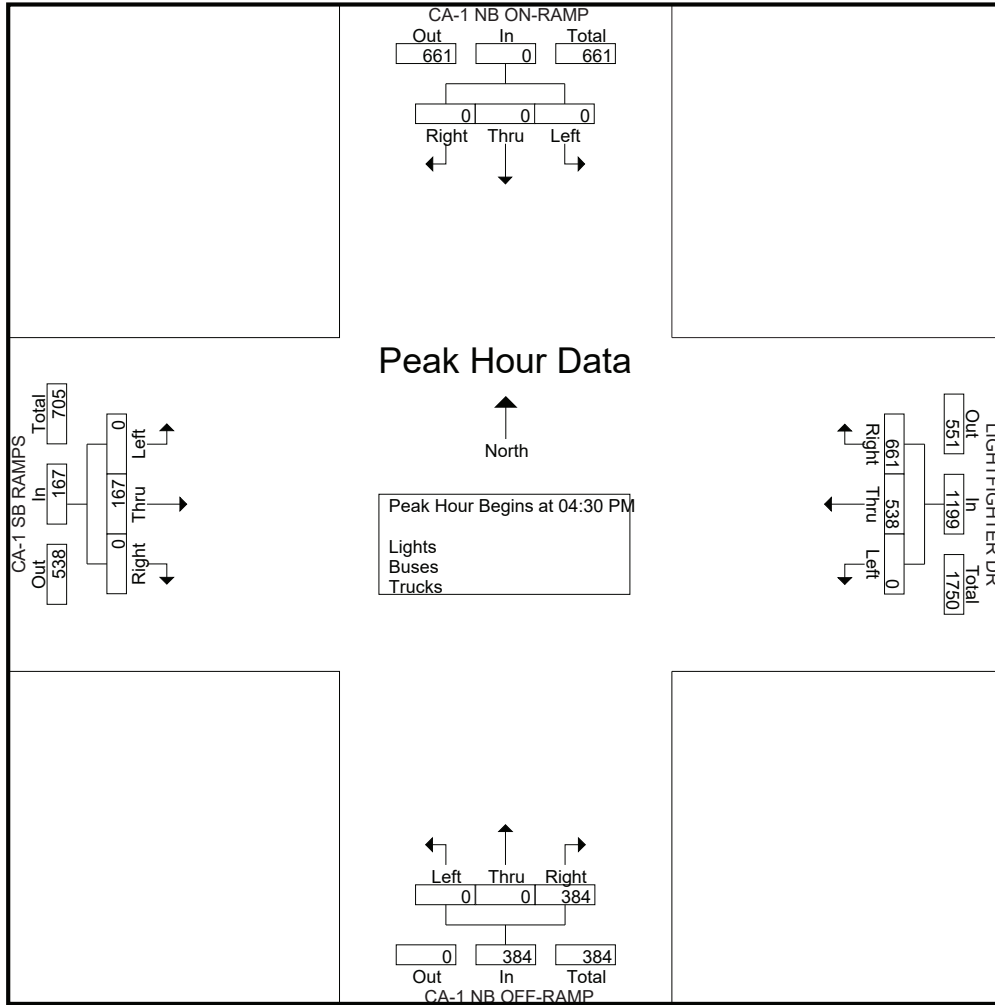 CA-1 NB ON-RAMP
Out In Total
661 0 661
0 0 0
Right Thru Left
Peak Hour Data
North
Peak Hour Begins at 04:30 PM
Lights
Buses
Trucks
CA-1 SB RAMPS
Out In Total
538 167 705
0 167 0
Right Thru Left
LIGHTFIGHTER DR
Out In Total
551 1199 1750
661 538 0
Right Thru Left
Left Thru Right
0 0 384
0 384 384
Out In Total
CA-1 NB OFF-RAMP